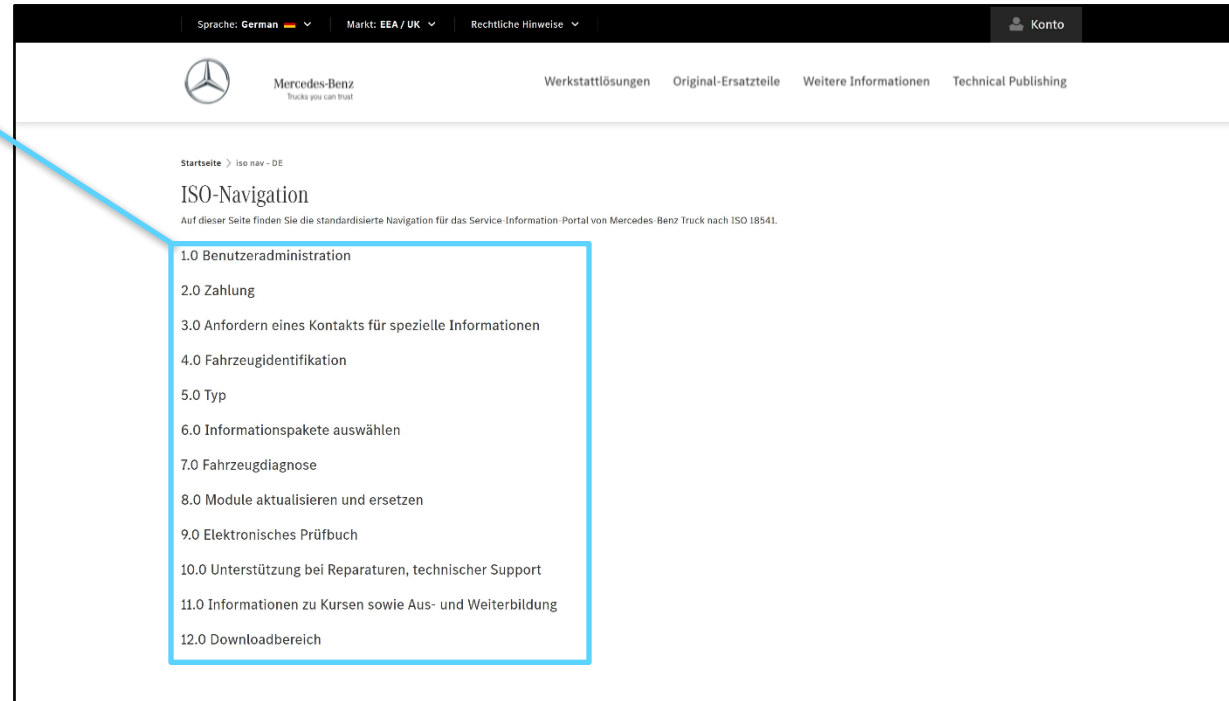 Sprache: German Markt: EEA / UK Rechtliche Hinweise Konto
Mercedes-Benz
Trucks you can trust
Werkstattlösungen Original-Ersatzteile Weitere Informationen Technical Publishing
Startseite > iso nav - DE
ISO-Navigation
Auf dieser Seite finden Sie die standardisierte Navigation für das Service-Information-Portal von Mercedes-Benz Truck nach ISO 18541.
1.0 Benutzeradministration
2.0 Zahlung
3.0 Anfordern eines Kontakts für spezielle Informationen
4.0 Fahrzeugidentifikation
5.0 Typ
6.0 Informationspakete auswählen
7.0 Fahrzeugdiagnose
8.0 Module aktualisieren und ersetzen
9.0 Elektronisches Prüfbuch
10.0 Unterstützung bei Reparaturen, technischer Support
11.0 Informationen zu Kursen sowie Aus- und Weiterbildung
12.0 Downloadbereich